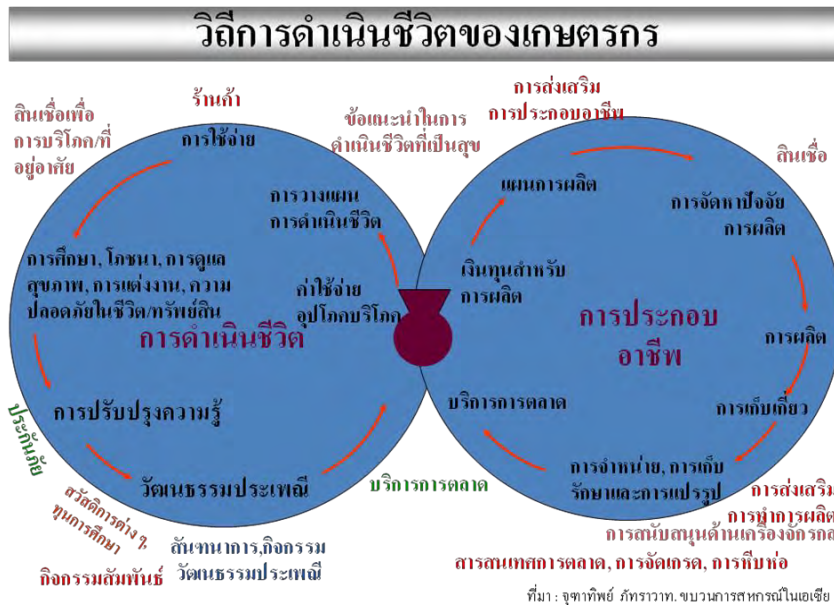 วิถีการดำเนินชีวิตของเกษตรกร
สินเชื่อเพื่อ
การบริโภค/ที่
อยู่อาศัย
ร้านค้า
การใช้จ่าย
ข้อแนะนำในการ
ดำเนินชีวิตที่เป็นสุข
การวางแผน
การดำเนินชีวิต
การศึกษา, โภชนา, การดูแล
สุขภาพ, การแต่งงาน, ความ
ปลอดภัยในชีวิต/ทรัพย์สิน
ค่าใช้จ่าย
อุปโภคบริโภค
การดำเนินชีวิต
การปรับปรุงความรู้
วัฒนธรรมประเพณี
ประกันภัย
สวัสดิการต่าง ๆ,
ทุนการศึกษา
กิจกรรมสัมพันธ์
สันทนาการ,กิจกรรม
วัฒนธรรมประเพณี
บริการการตลาด
การส่งเสริม
การประกอบอาชีพ
สินเชื่อ
แผนการผลิต
การจัดหาปัจจัย
การผลิต
เงินทุนสำหรับ
การผลิต
การประกอบ
อาชีพ
การผลิต
การเก็บเกี่ยว
บริการการตลาด
การจำหน่าย, การเก็บ
รักษาและการแปรรูป
การส่งเสริม
การทำการผลิต
การสนับสนุนด้านเครื่องจักรกล
สารสนเทศการตลาด, การจัดเกรด, การหีบห่อ
ที่มา : จุฑาทิพย์ ภัทราวาท. ขบวนการสหกรณ์ในเอเซีย